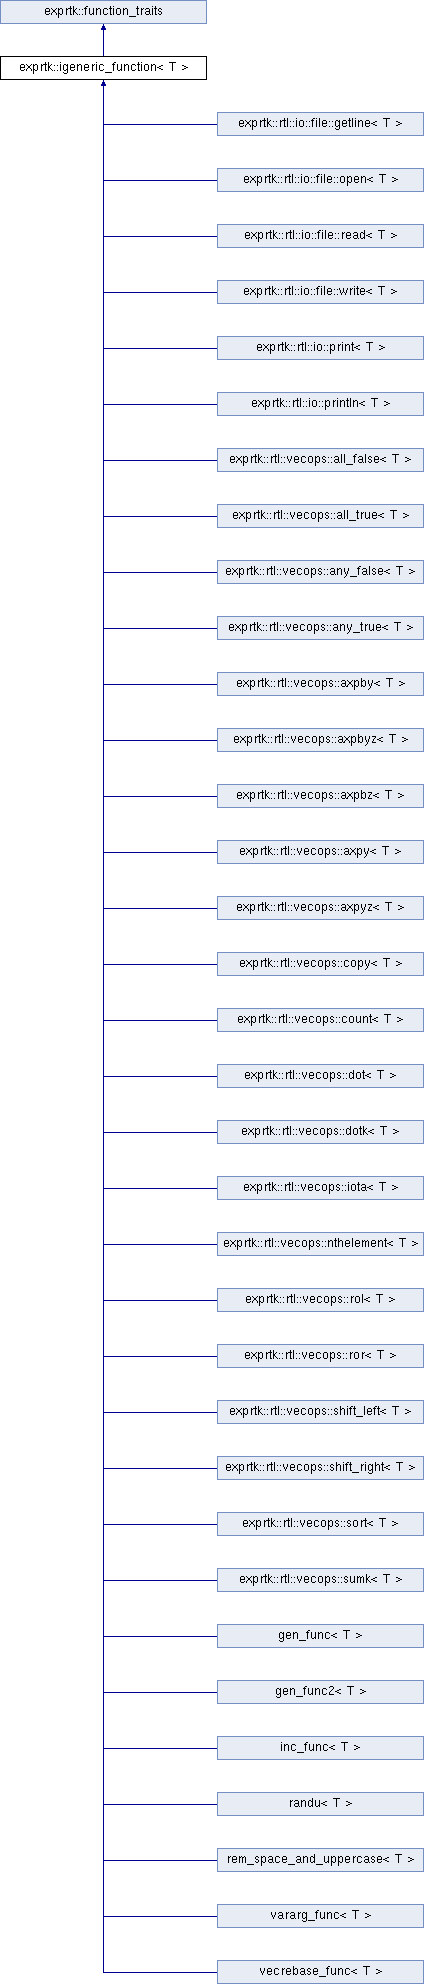 exprtk::function_traits
exprtk::igeneric_function< T >
exprtk::rtl::io::file::getline< T >
exprtk::rtl::io::file::open< T >
exprtk::rtl::io::file::read< T >
exprtk::rtl::io::file::write< T >
exprtk::rtl::io::print< T >
exprtk::rtl::io::println< T >
exprtk::rtl::vecops::all_false< T >
exprtk::rtl::vecops::all_true< T >
exprtk::rtl::vecops::any_false< T >
exprtk::rtl::vecops::any_true< T >
exprtk::rtl::vecops::axpby< T >
exprtk::rtl::vecops::axpbyz< T >
exprtk::rtl::vecops::axpbz< T >
exprtk::rtl::vecops::axpy< T >
exprtk::rtl::vecops::axpyz< T >
exprtk::rtl::vecops::copy< T >
exprtk::rtl::vecops::count< T >
exprtk::rtl::vecops::dot< T >
exprtk::rtl::vecops::dotk< T >
exprtk::rtl::vecops::iota< T >
exprtk::rtl::vecops::nthelement< T >
exprtk::rtl::vecops::rol< T >
exprtk::rtl::vecops::ror< T >
exprtk::rtl::vecops::shift_left< T >
exprtk::rtl::vecops::shift_right< T >
exprtk::rtl::vecops::sort< T >
exprtk::rtl::vecops::sumk< T >
gen_func< T >
gen_func2< T >
inc_func< T >
randu< T >
rem_space_and_uppercase< T >
vararg_func< T >
vecrebase_func< T >